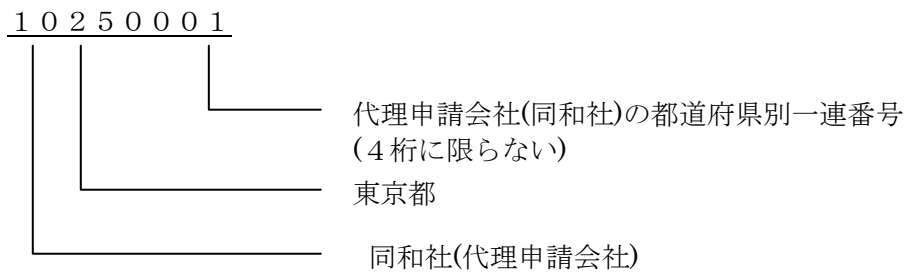 １０２５０００１
代理申請会社(同和社)の都道府県別一連番号
(４桁に限らない)
東京都
同和社(代理申請会社)